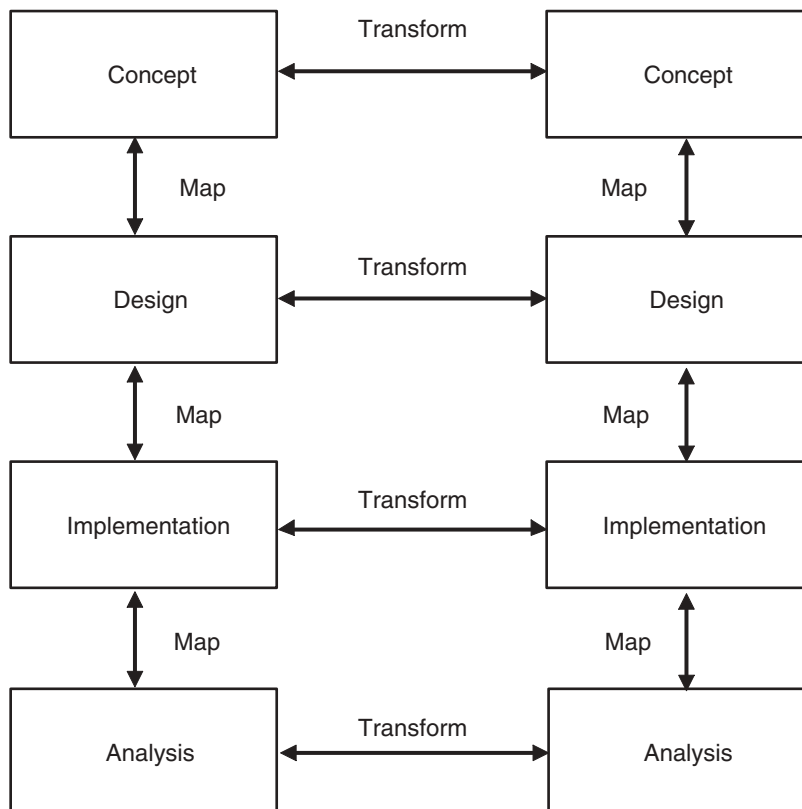 Transform
Concept
Concept
Map
Map
Transform
Design
Design
Map
Map
Transform
Implementation
Implementation
Map
Map
Transform
Analysis
Analysis